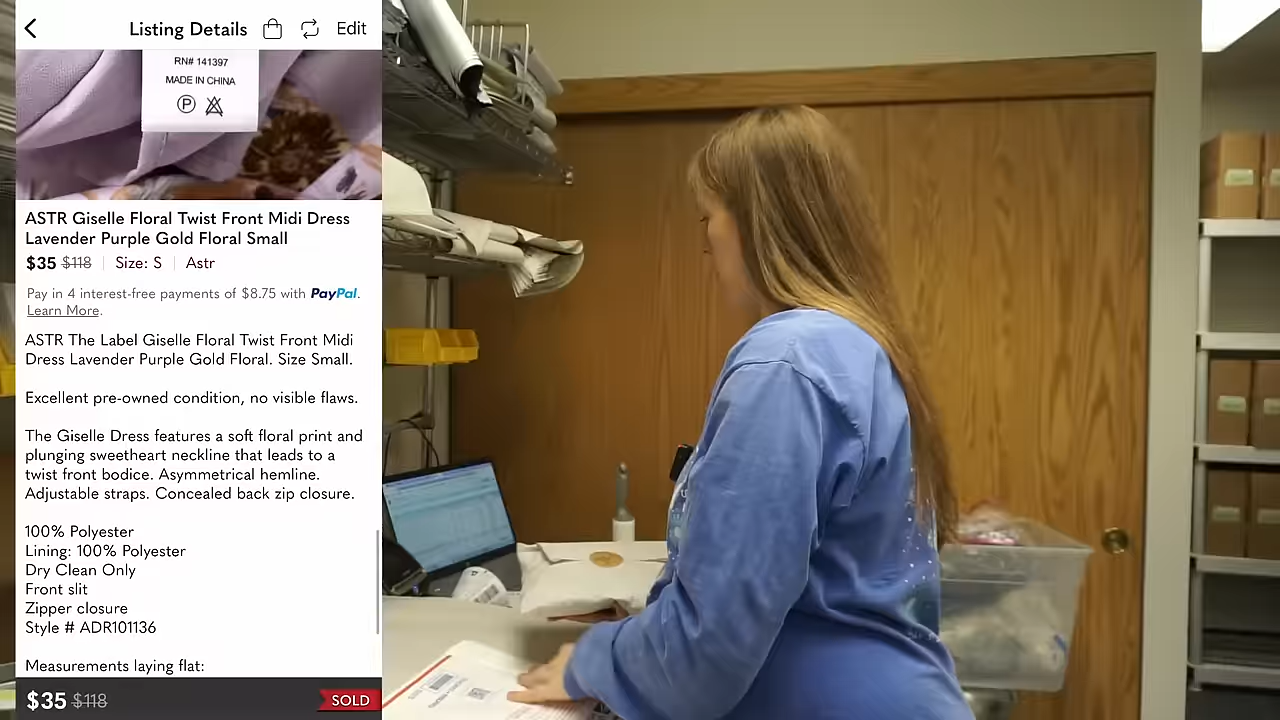 Listing Details
Edit
RN# 141397
MADE IN CHINA
P
ASTR Giselle Floral Twist Front Midi Dress
Lavender Purple Gold Floral Small
$35 $118 Size: S Astr
Pay in 4 interest-free payments of $8.75 with PayPal.
Learn More.
ASTR The Label Giselle Floral Twist Front Midi
Dress Lavender Purple Gold Floral. Size Small.
Excellent pre-owned condition, no visible flaws.
The Giselle Dress features a soft floral print and
plunging sweetheart neckline that leads to a
twist front bodice. Asymmetrical hemline.
Adjustable straps. Concealed back zip closure.
100% Polyester
Lining: 100% Polyester
Dry Clean Only
Front slit
Zipper closure
Style # ADR101136
Measurements laying flat:
$35 $118
SOLD